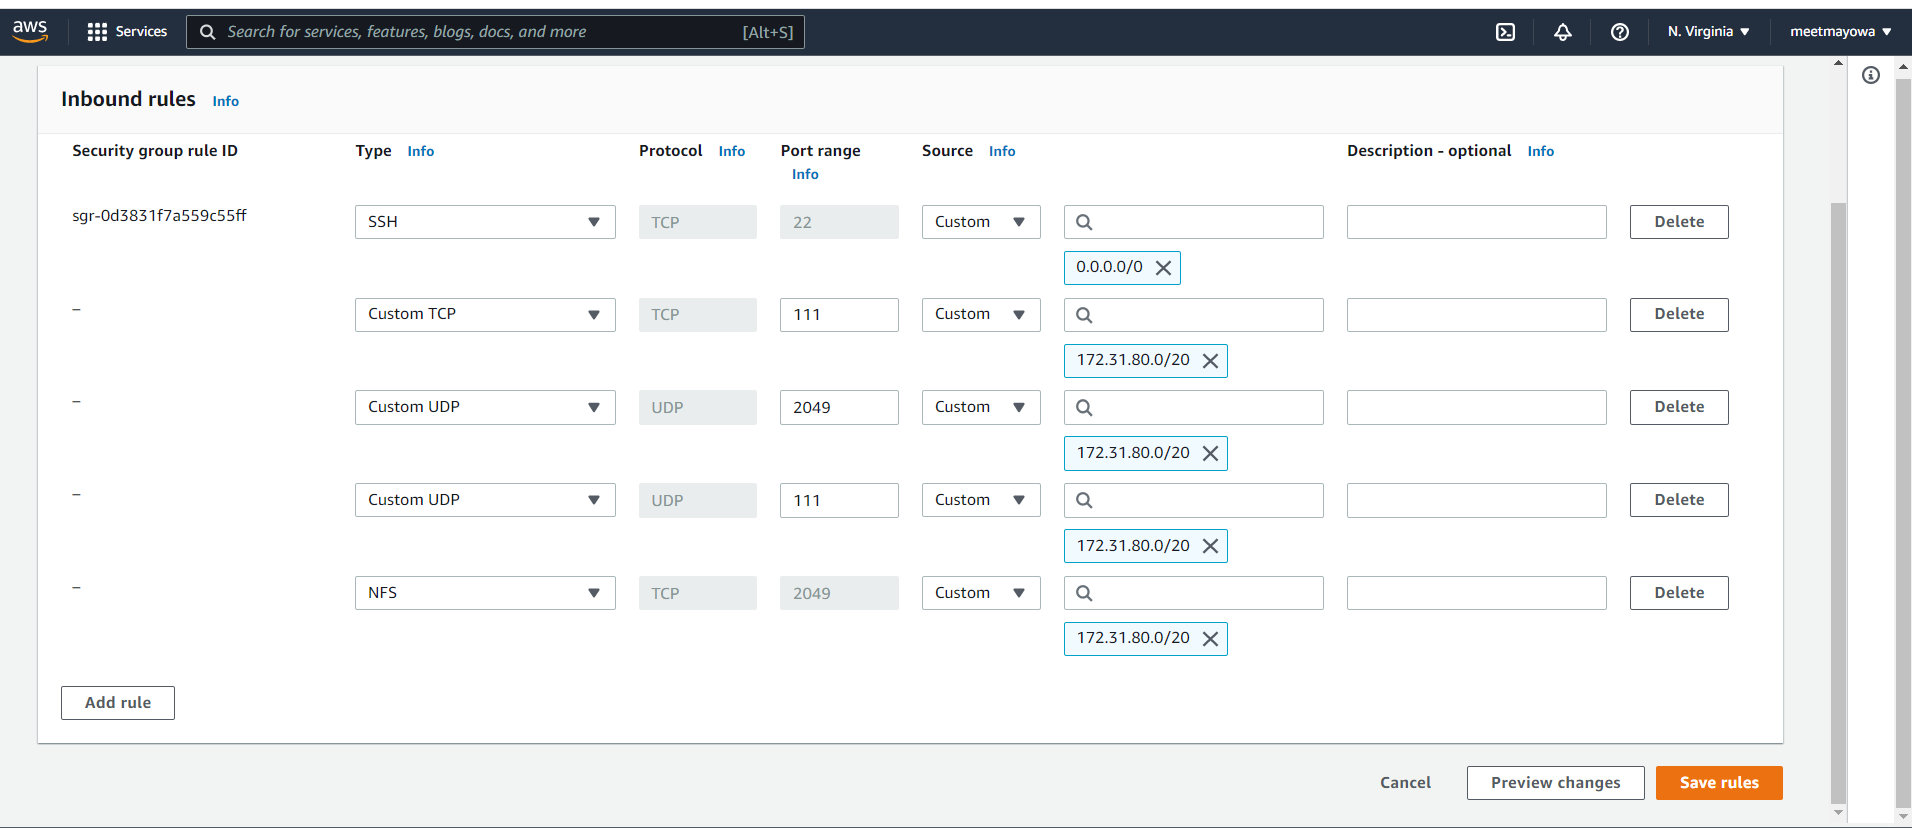 aws Services Search for services, features, blogs, docs, and more [Alt+S] N. Virginia meetmayowa
Inbound rules Info
Security group rule ID Type Info Protocol Info Port range Info Source Info Description - optional Info
sgr-0d3831f7a559c55ff SSH TCP 22 Custom Delete
0.0.0.0/0
– Custom TCP TCP 111 Custom Delete
172.31.80.0/20
– Custom UDP UDP 2049 Custom Delete
172.31.80.0/20
– Custom UDP UDP 111 Custom Delete
172.31.80.0/20
– NFS TCP 2049 Custom Delete
172.31.80.0/20
Add rule
Cancel Preview changes Save rules